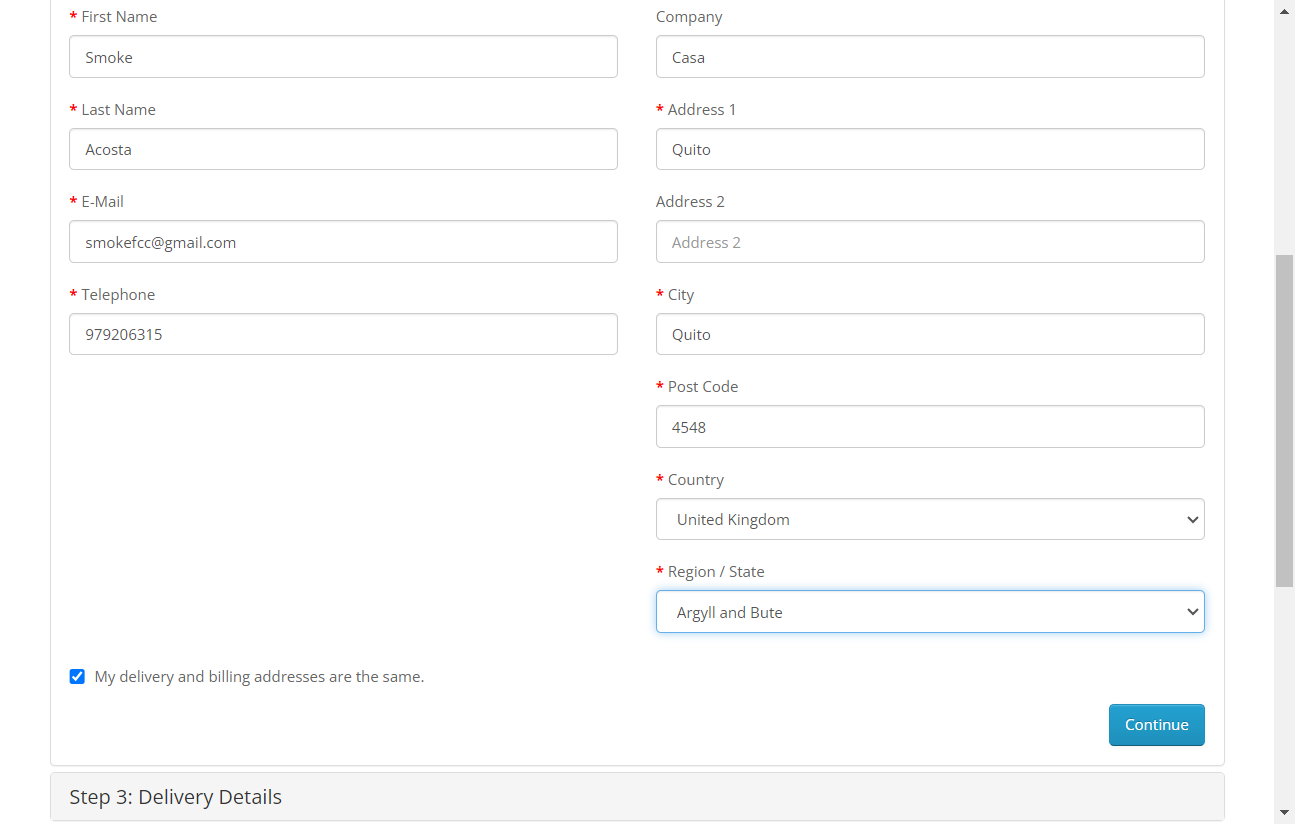 * First Name
Smoke
* Last Name
Acosta
* E-Mail
smokefcc@gmail.com
* Telephone
979206315
Company
Casa
* Address 1
Quito
Address 2
Address 2
* City
Quito
* Post Code
4548
* Country
United Kingdom
* Region / State
Argyll and Bute
My delivery and billing addresses are the same.
Continue
Step 3: Delivery Details